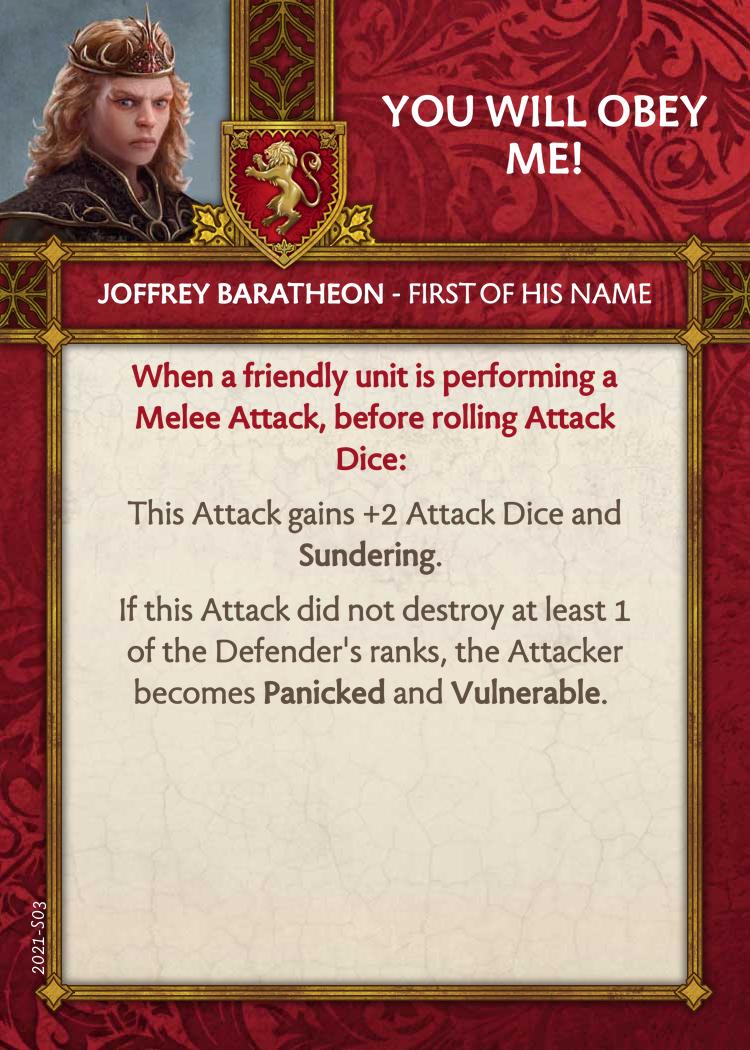 YOU WILL OBEY
ME!
JOFFREY BARATHEON - FIRST OF HIS NAME
When a friendly unit is performing a
Melee Attack, before rolling Attack
Dice:
This Attack gains +2 Attack Dice and
Sundering.
If this Attack did not destroy at least 1
of the Defender's ranks, the Attacker
becomes Panicked and Vulnerable.
2021-S03